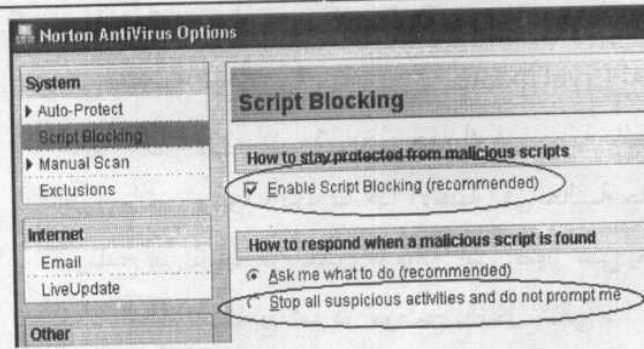 Norton AntiVirus Options
System
Auto-Protect
Script Blocking
Manual Scan
Exclusions
Internet
Email
LiveUpdate
Other
Script Blocking
How to stay protected from malicious scripts
Enable Script Blocking (recommended)
How to respond when a malicious script is found
Ask me what to do (recommended)
Stop all suspicious activities and do not prompt me